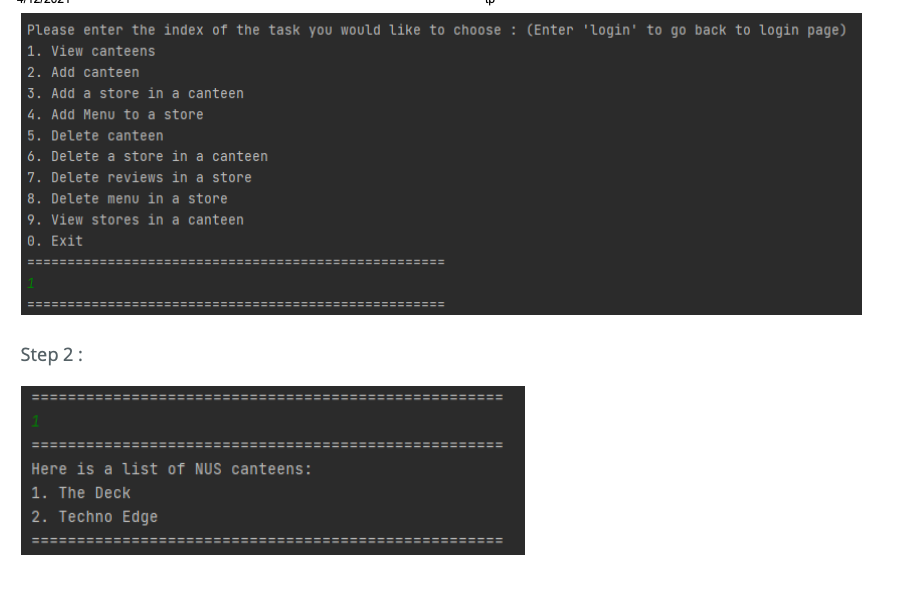 4/12/2021 tp
Please enter the index of the task you would like to choose : (Enter 'login' to go back to login page)
1. View canteens
2. Add canteen
3. Add a store in a canteen
4. Add Menu to a store
5. Delete canteen
6. Delete a store in a canteen
7. Delete reviews in a store
8. Delete menu in a store
9. View stores in a canteen
0. Exit
====================================================
1
====================================================
Step 2 :
====================================================
1
====================================================
Here is a list of NUS canteens:
1. The Deck
2. Techno Edge
====================================================